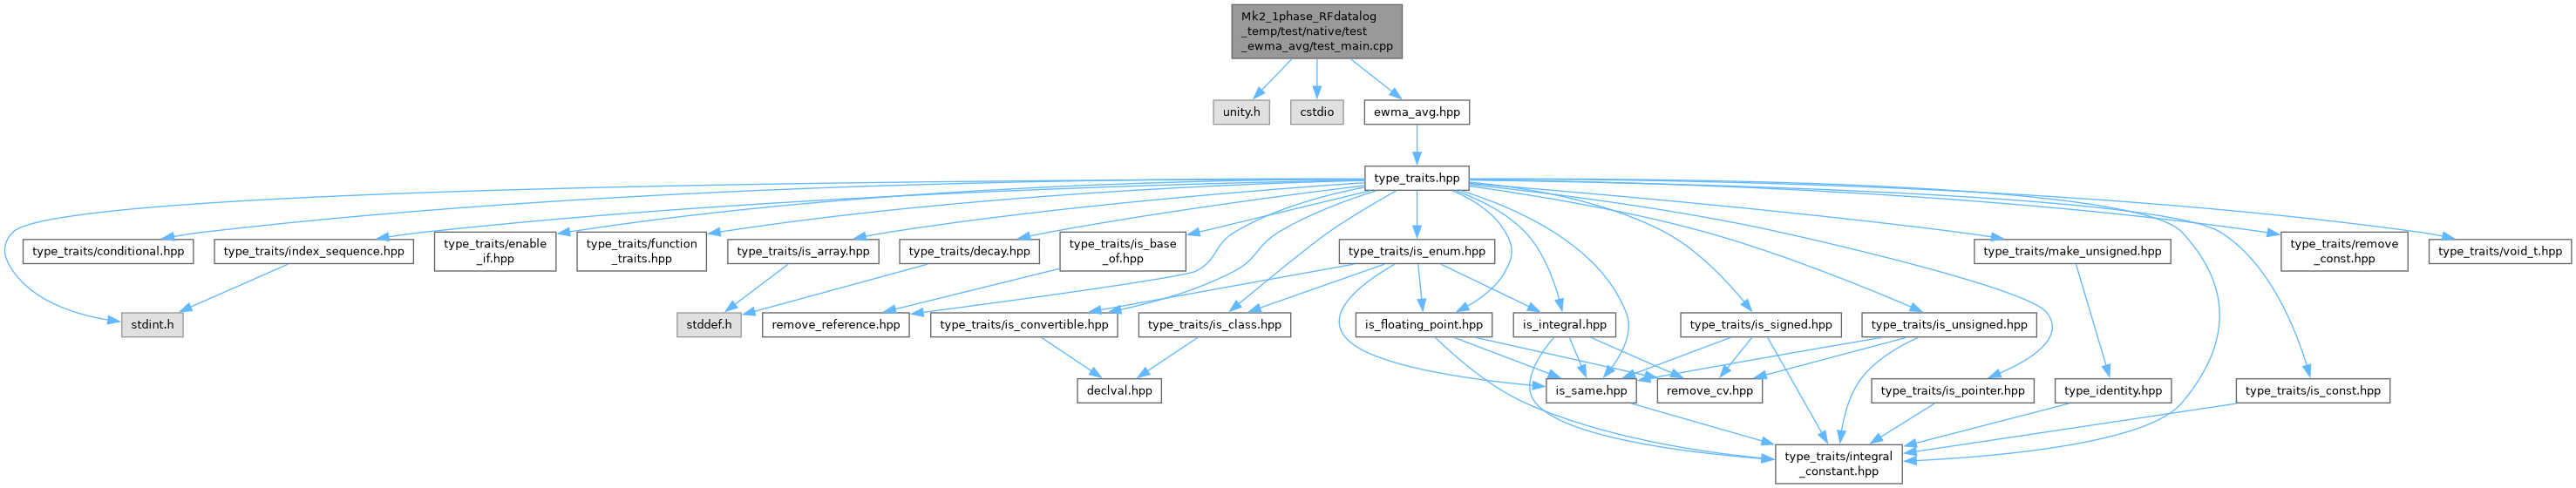 Mk2_1phase_RFdatalog
_temp/test/native/test
_ewma_avg/test_main.cpp
unity.h
cstdio
ewma_avg.hpp
type_traits.hpp
type_traits/conditional.hpp
type_traits/index_sequence.hpp
type_traits/enable
_if.hpp
type_traits/function
_traits.hpp
type_traits/is_array.hpp
type_traits/decay.hpp
type_traits/is_base
_of.hpp
type_traits/is_enum.hpp
type_traits/make_unsigned.hpp
type_traits/remove
_const.hpp
type_traits/void_t.hpp
stdint.h
stddef.h
remove_reference.hpp
type_traits/is_convertible.hpp
type_traits/is_class.hpp
is_floating_point.hpp
is_integral.hpp
type_traits/is_signed.hpp
type_traits/is_unsigned.hpp
declval.hpp
is_same.hpp
remove_cv.hpp
type_traits/is_pointer.hpp
type_identity.hpp
type_traits/is_const.hpp
type_traits/integral
_constant.hpp